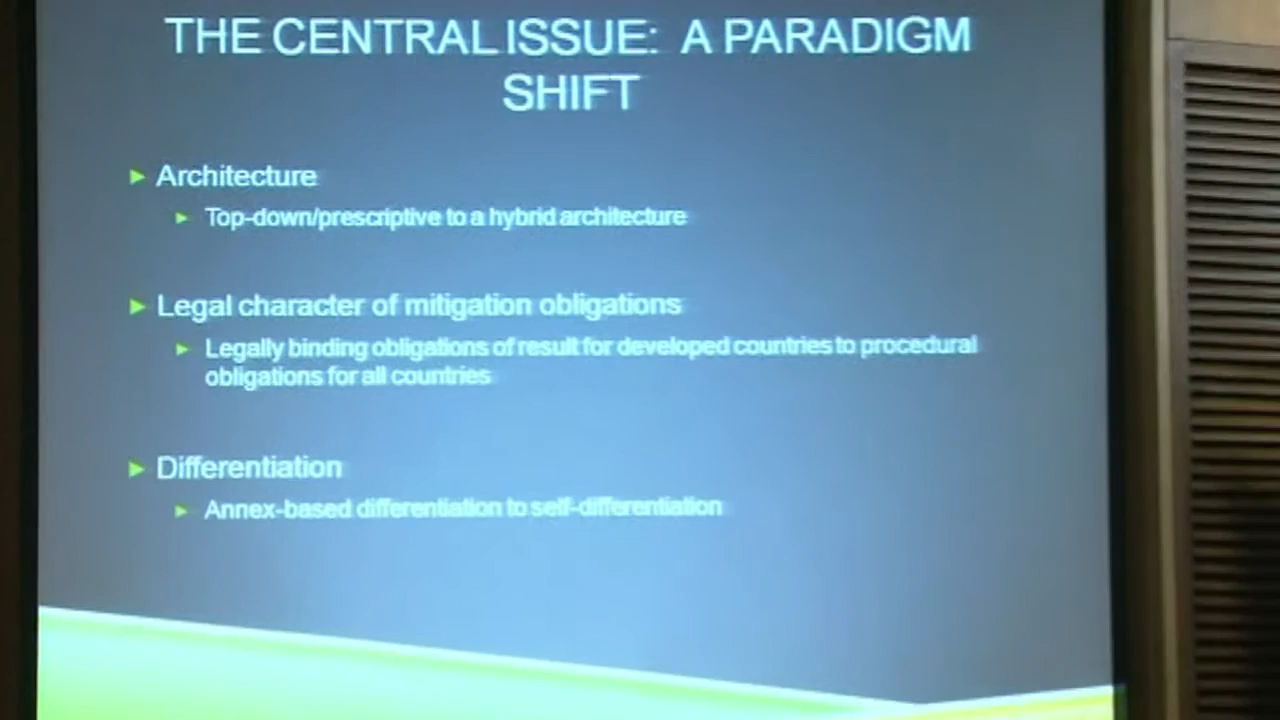 THE CENTRAL ISSUE: A PARADIGM
SHIFT
Architecture
Top-down/prescriptive to a hybrid architecture
Legal character of mitigation obligations
Legally binding obligations of result for developed countries to procedural
obligations for all countries
Differentiation
Annex-based differentiation to self-differentiation